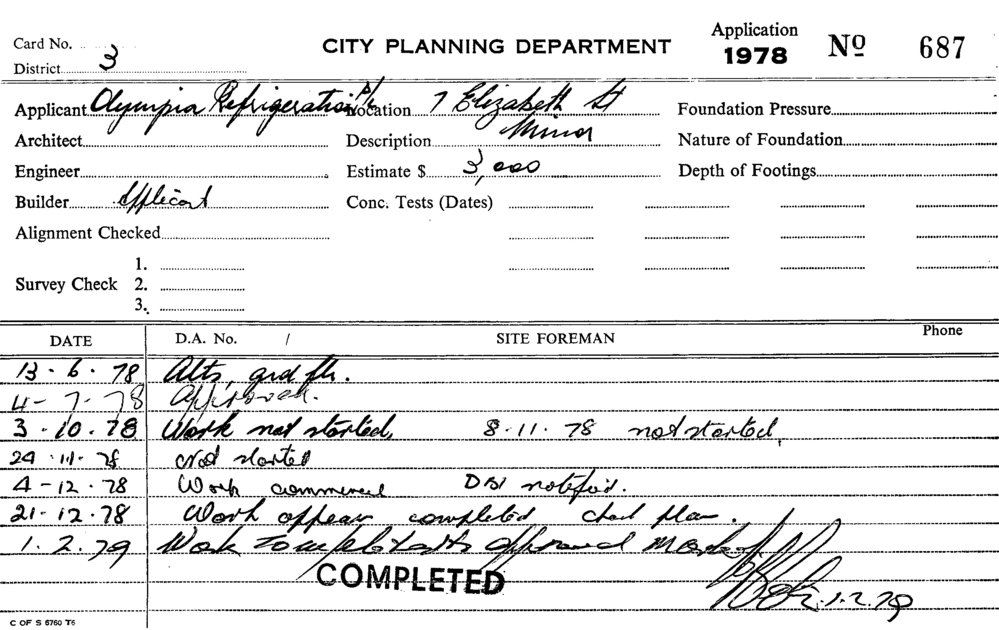 Card No.
District 3
CITY PLANNING DEPARTMENT
Application
1978 No 687
Applicant Olympia Refrigeration P/L Location 7 Elizabeth St Foundation Pressure
Architect Description Minor Nature of Foundation
Engineer Estimate $ 3,000 Depth of Footings
Builder Applicant Conc. Tests (Dates)
Alignment Checked
1.
Survey Check 2.
3.
DATE D.A. No. / SITE FOREMAN Phone
13-6-78 Alts, grd flr.
4-7-78 Approved.
3-10-78 Work not started, 8-11-78 not started,
29-11-78 Not started
4-12-78 Work commenced notified.
21-12-78 Work appear completed plan.
1.2.79 Work approved
COMPLETED
1.2.79
C OF S 6760 T6